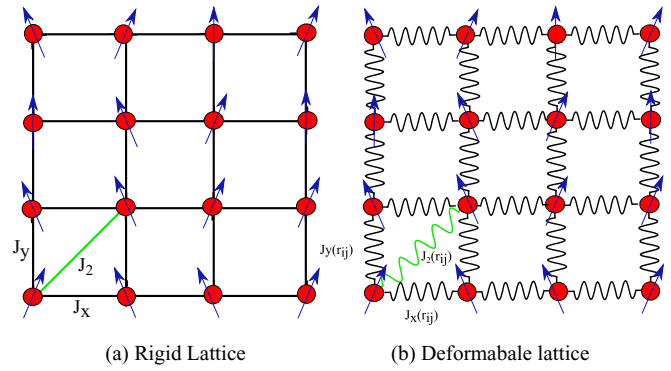 Jy
J2
Jx
(a) Rigid Lattice
Jy(rij)
J2(rij)
Jx(rij)
(b) Deformabale lattice